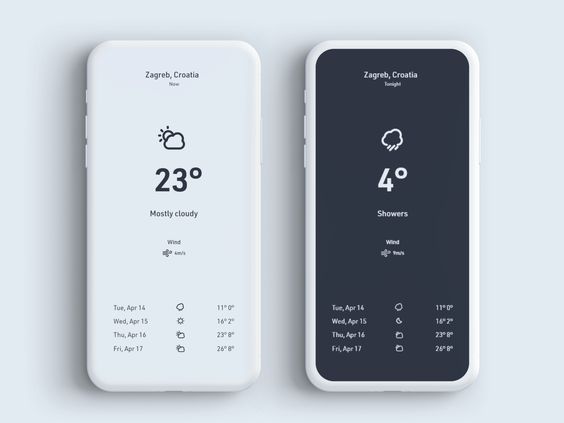 Zagreb, Croatia
Now
23°
Mostly cloudy
Wind
4m/s
Tue, Apr 14 11° 0°
Wed, Apr 15 16° 2°
Thu, Apr 16 23° 8°
Fri, Apr 17 26° 8°
Zagreb, Croatia
Tonight
4°
Showers
Wind
9m/s
Tue, Apr 14 11° 0°
Wed, Apr 15 16° 2°
Thu, Apr 16 23° 8°
Fri, Apr 17 26° 8°